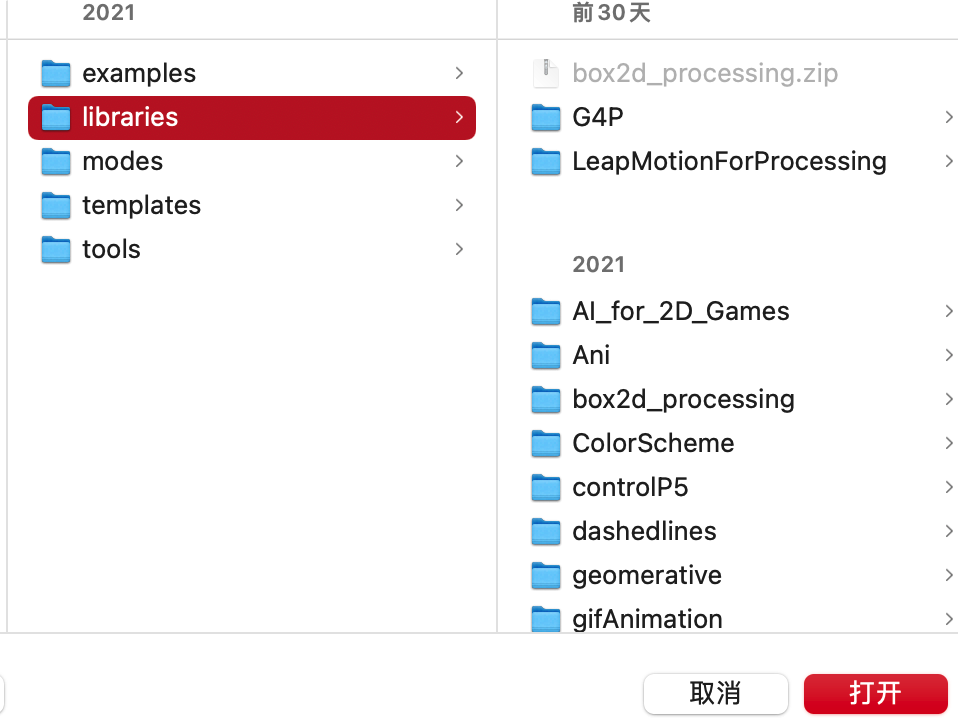 2021
examples
libraries
modes
templates
tools
前30天
box2d_processing.zip
G4P
LeapMotionForProcessing
2021
AI_for_2D_Games
Ani
box2d_processing
ColorScheme
controlP5
dashedlines
geomerative
gifAnimation
取消
打开